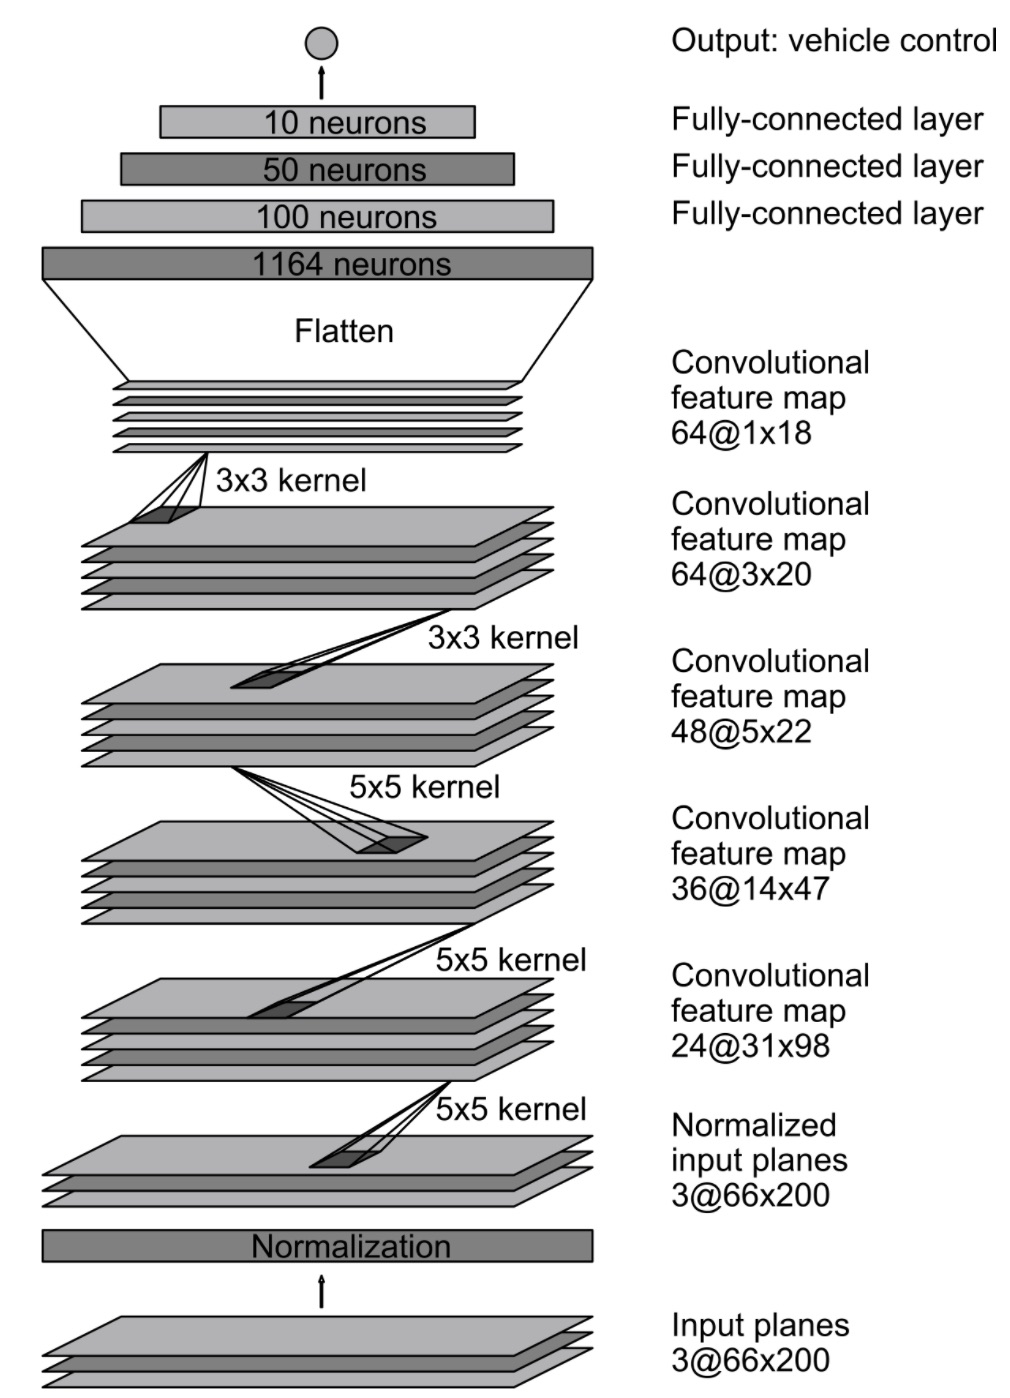 Output: vehicle control
10 neurons
Fully-connected layer
50 neurons
Fully-connected layer
100 neurons
Fully-connected layer
1164 neurons
Flatten
Convolutional
feature map
64@1x18
3x3 kernel
Convolutional
feature map
64@3x20
3x3 kernel
Convolutional
feature map
48@5x22
5x5 kernel
Convolutional
feature map
36@14x47
5x5 kernel
Convolutional
feature map
24@31x98
5x5 kernel
Normalized
input planes
3@66x200
Normalization
Input planes
3@66x200